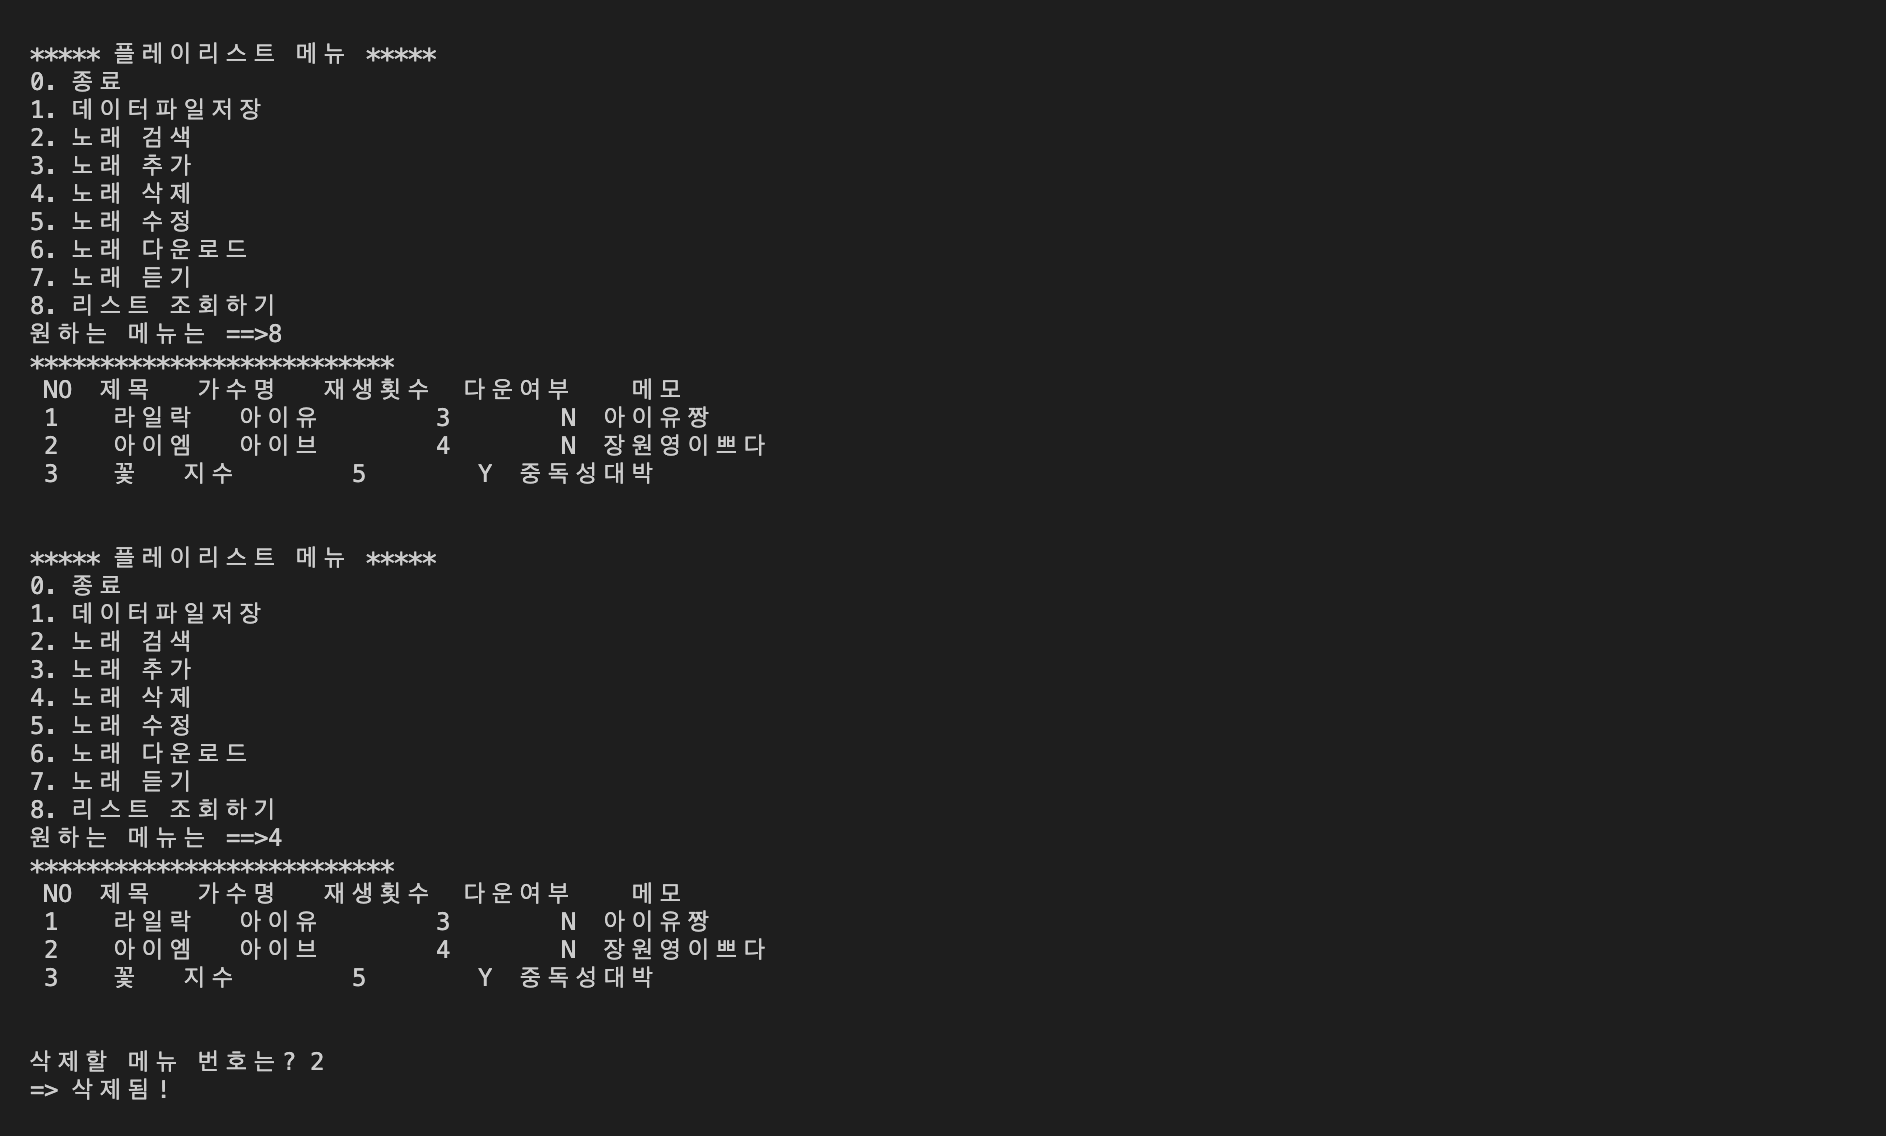 ***** 플레이리스트 메뉴 *****
0. 종료
1. 데이터파일저장
2. 노래 검색
3. 노래 추가
4. 노래 삭제
5. 노래 수정
6. 노래 다운로드
7. 노래 듣기
8. 리스트 조회하기
원하는 메뉴는 ==>8
**************************
NO 제목 가수명 재생횟수 다운여부 메모
1 라일락 아이유 3 N 아이유짱
2 아이엠 아이브 4 N 장원영이쁘다
3 꽃 지수 5 Y 중독성대박
***** 플레이리스트 메뉴 *****
0. 종료
1. 데이터파일저장
2. 노래 검색
3. 노래 추가
4. 노래 삭제
5. 노래 수정
6. 노래 다운로드
7. 노래 듣기
8. 리스트 조회하기
원하는 메뉴는 ==>4
**************************
NO 제목 가수명 재생횟수 다운여부 메모
1 라일락 아이유 3 N 아이유짱
2 아이엠 아이브 4 N 장원영이쁘다
3 꽃 지수 5 Y 중독성대박
삭제할 메뉴 번호는? 2
=> 삭제됨!